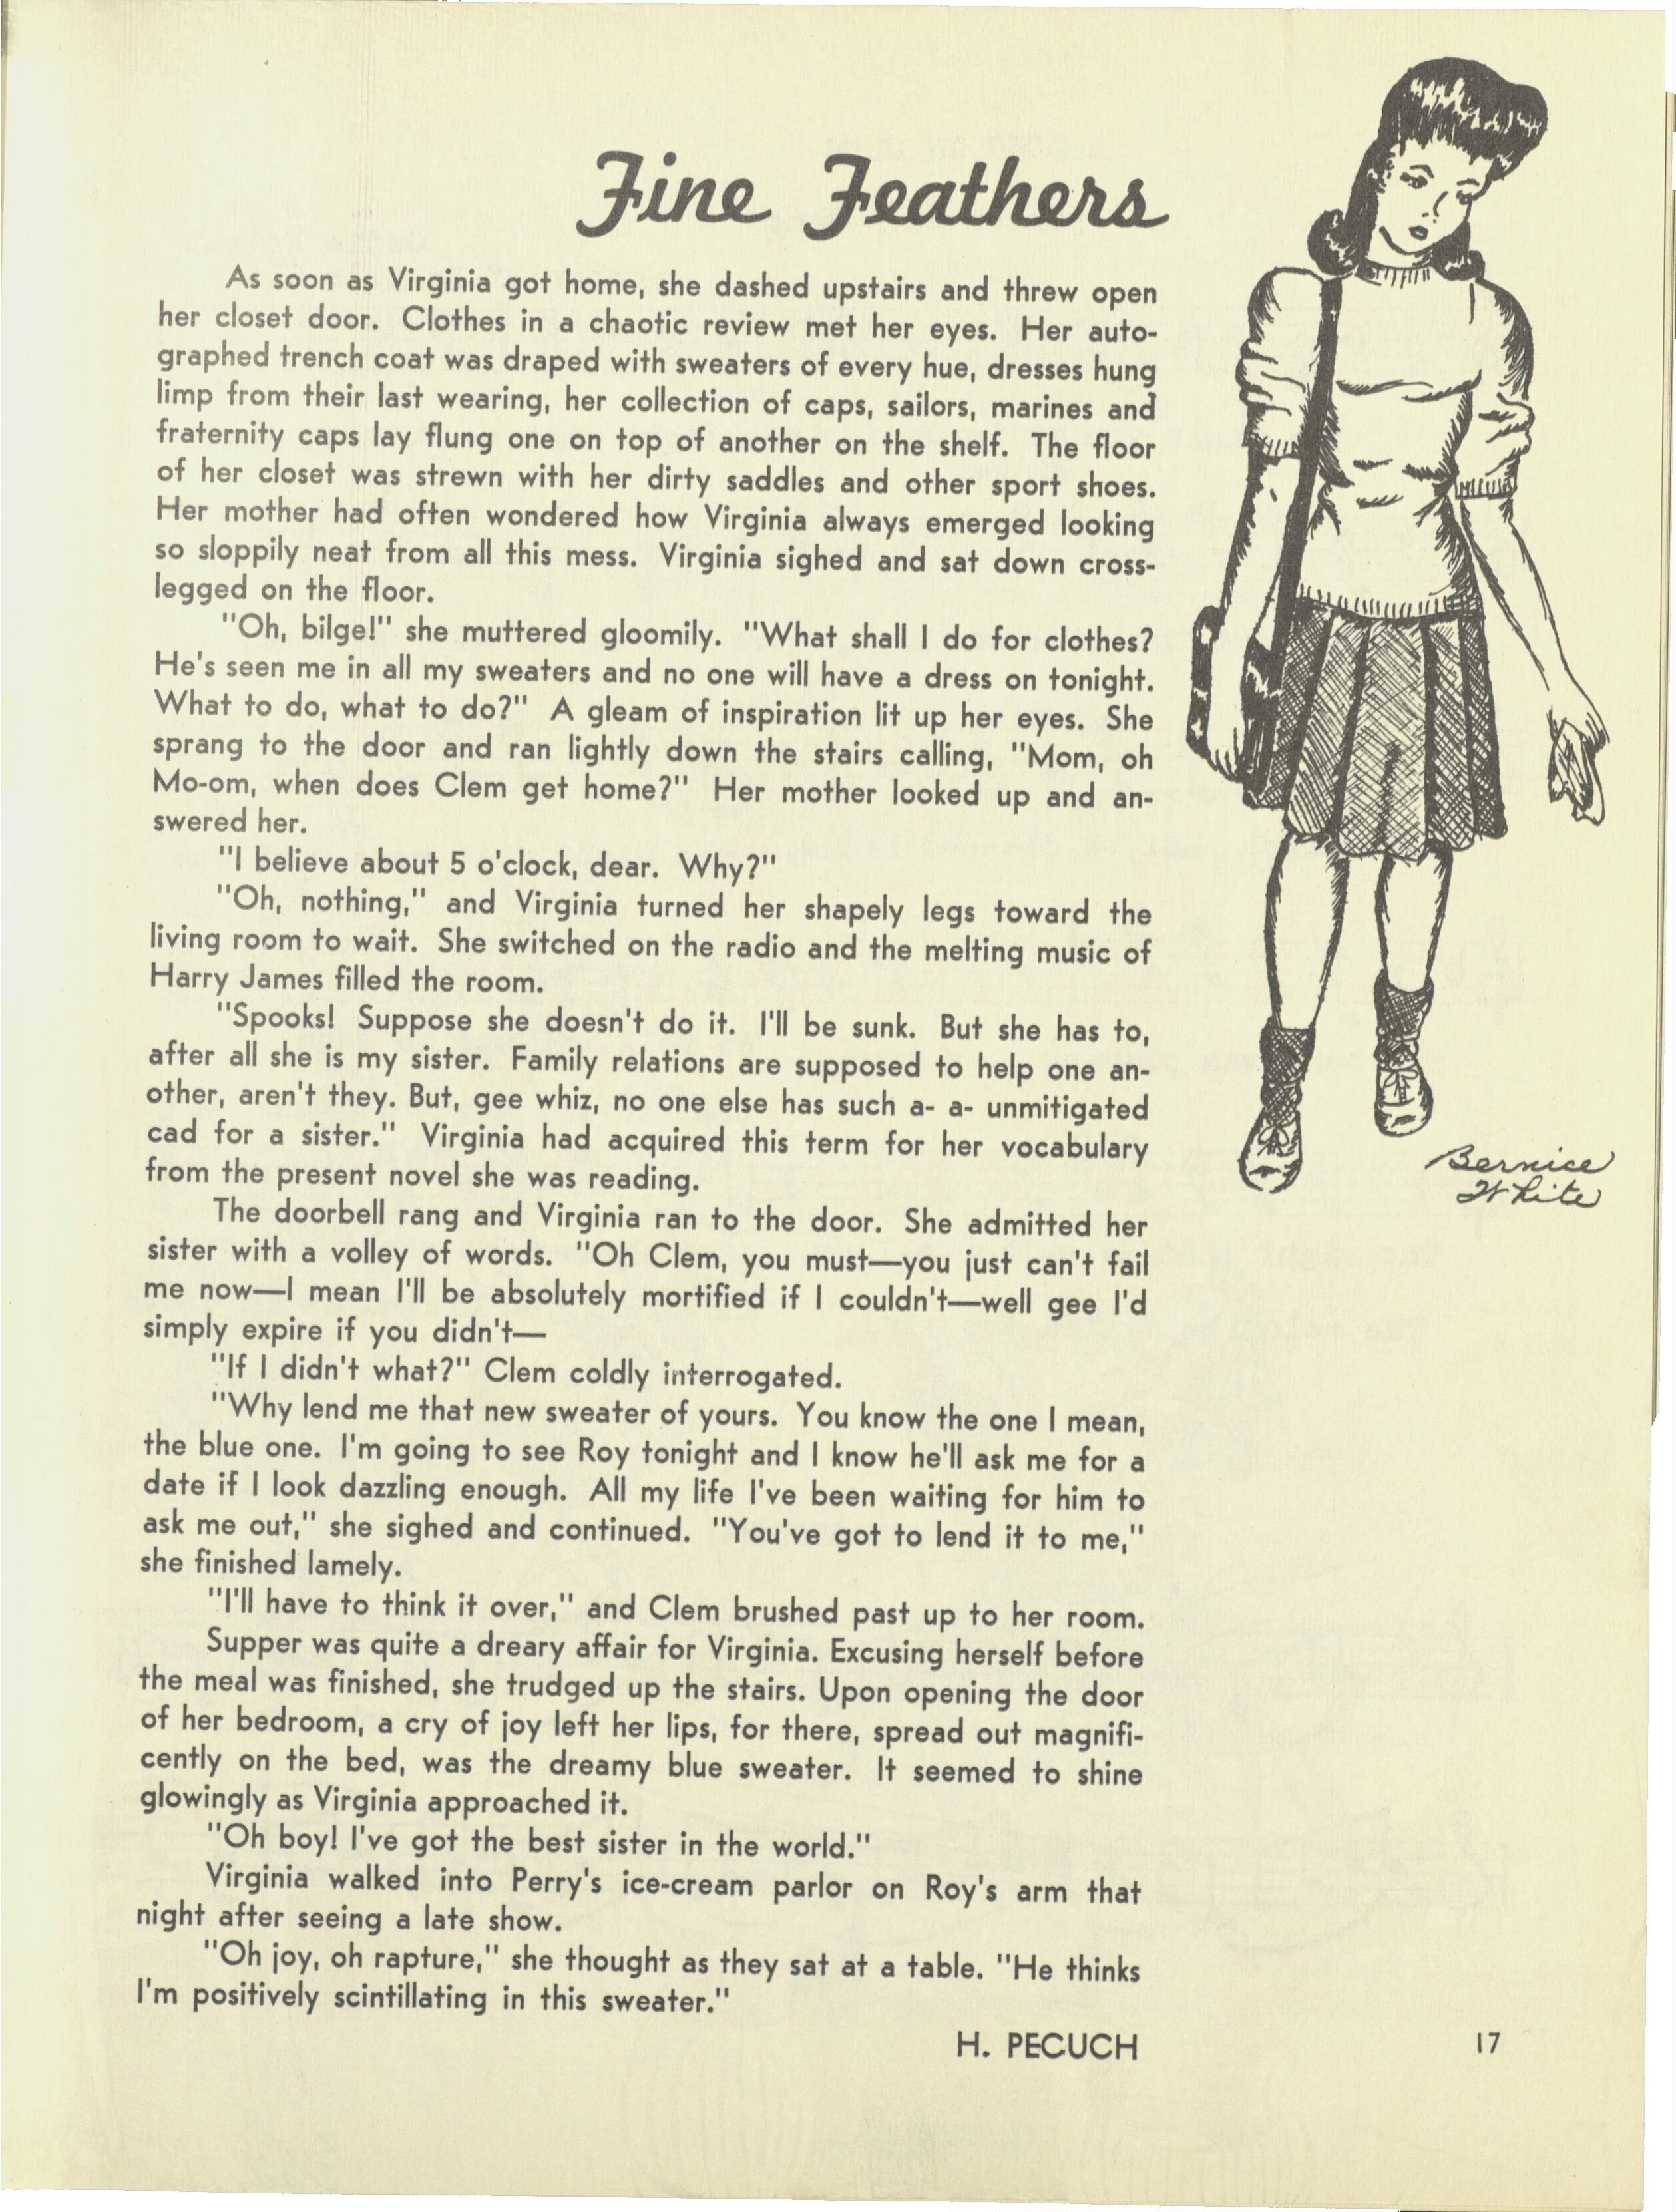 Fine Feathers
As soon as Virginia got home, she dashed upstairs and threw open
her closet door. Clothes in a chaotic review met her eyes. Her auto-
graphed trench coat was draped with sweaters of every hue, dresses hung
limp from their last wearing, her collection of caps, sailors, marines and
fraternity caps lay flung one on top of another on the shelf. The floor
of her closet was strewn with her dirty saddles and other sport shoes.
Her mother had often wondered how Virginia always emerged looking
so sloppily neat from all this mess. Virginia sighed and sat down cross-
legged on the floor.
"Oh, bilge!" she muttered gloomily. "What shall I do for clothes?
He's seen me in all my sweaters and no one will have a dress on tonight.
What to do, what to do?" A gleam of inspiration lit up her eyes. She
sprang to the door and ran lightly down the stairs calling, "Mom, oh
Mo-om, when does Clem get home?" Her mother looked up and an-
swered her.
"I believe about 5 o'clock, dear. Why?"
"Oh, nothing," and Virginia turned her shapely legs toward the
living room to wait. She switched on the radio and the melting music of
Harry James filled the room.
"Spooks! Suppose she doesn't do it. I'll be sunk. But she has to,
after all she is my sister. Family relations are supposed to help one an-
other, aren't they. But, gee whiz, no one else has such a- a- unmitigated
cad for a sister." Virginia had acquired this term for her vocabulary
from the present novel she was reading.
The doorbell rang and Virginia ran to the door. She admitted her
sister with a volley of words. "Oh Clem, you must—you just can't fail
me now—I mean I'll be absolutely mortified if I couldn't—well gee I'd
simply expire if you didn't—
"If I didn't what?" Clem coldly interrogated.
"Why lend me that new sweater of yours. You know the one I mean,
the blue one. I'm going to see Roy tonight and I know he'll ask me for a
date if I look dazzling enough. All my life I've been waiting for him to
ask me out," she sighed and continued. "You've got to lend it to me,"
she finished lamely.
"I'll have to think it over," and Clem brushed past up to her room.
Supper was quite a dreary affair for Virginia. Excusing herself before
the meal was finished, she trudged up the stairs. Upon opening the door
of her bedroom, a cry of joy left her lips, for there, spread out magnifi-
cently on the bed, was the dreamy blue sweater. It seemed to shine
glowingly as Virginia approached it.
"Oh boy! I've got the best sister in the world."
Virginia walked into Perry's ice-cream parlor on Roy's arm that
night after seeing a late show.
"Oh joy, oh rapture," she thought as they sat at a table. "He thinks
I'm positively scintillating in this sweater."
H. PECUCH
Bernice
White
17